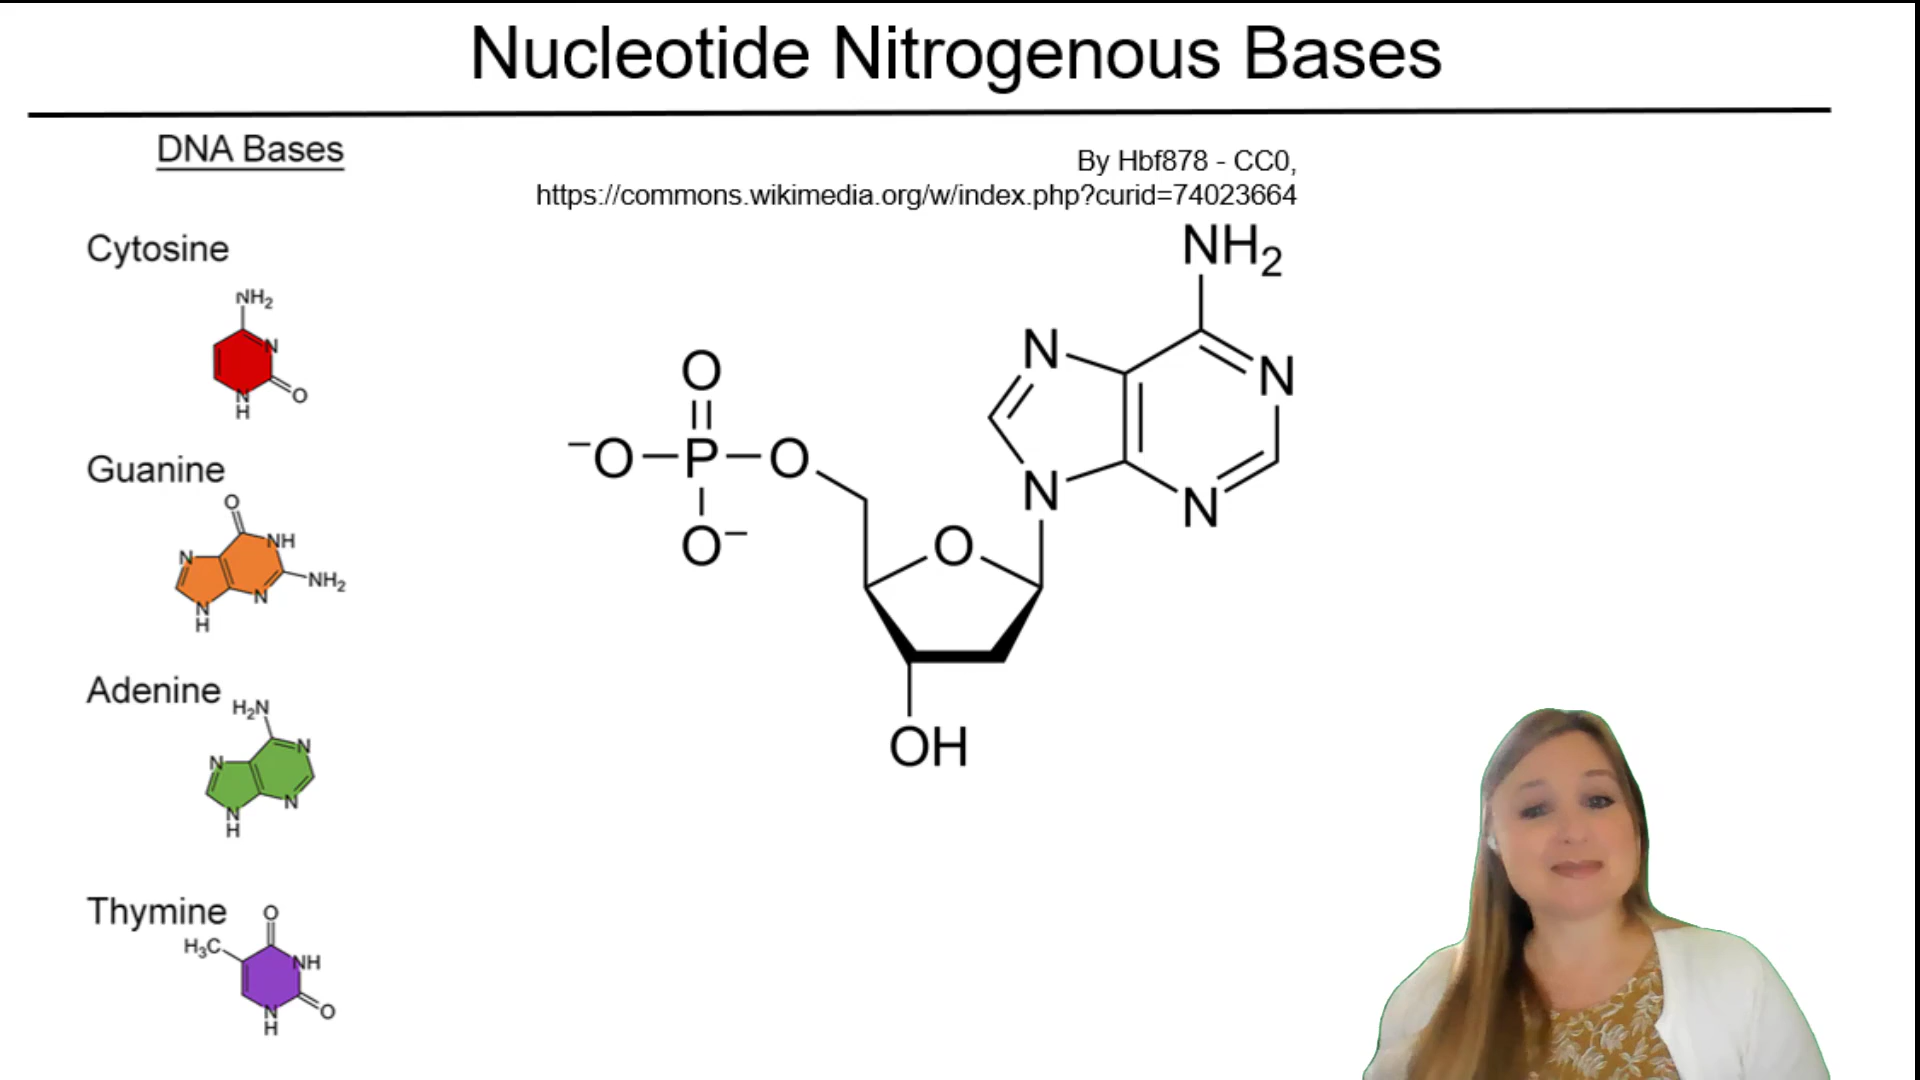 Nucleotide Nitrogenous Bases
DNA Bases
By Hbf878 - CC0,
https://commons.wikimedia.org/w/index.php?curid=74023664
Cytosine
NH₂
N
O
N
H
Guanine
O
NH
N
NH₂
N
N
H
Adenine
H₂N
N
N
N
N
H
Thymine
O
H₃C
NH
O
N
H
NH₂
N
N
O
⁻O P O
N
N
O⁻
O
OH